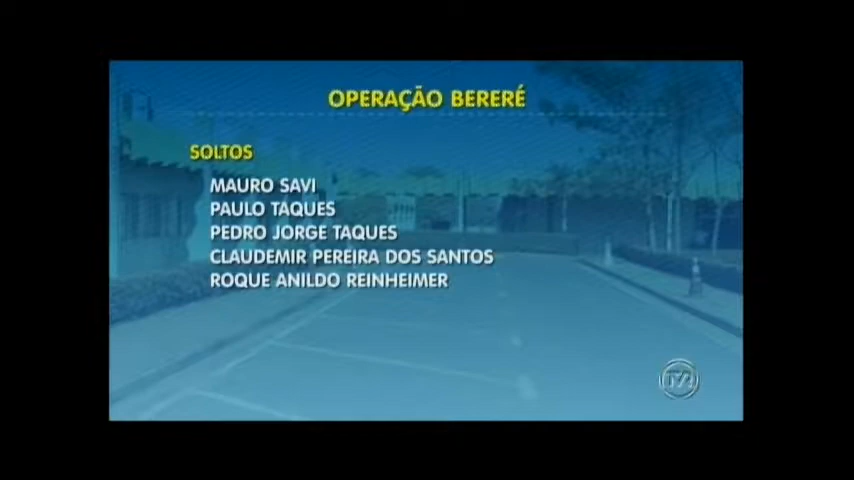 OPERAÇÃO BERERÉ
SOLTOS
MAURO SAVI
PAULO TAQUES
PEDRO JORGE TAQUES
CLAUDEMIR PEREIRA DOS SANTOS
ROQUE ANILDO REINHEIMER